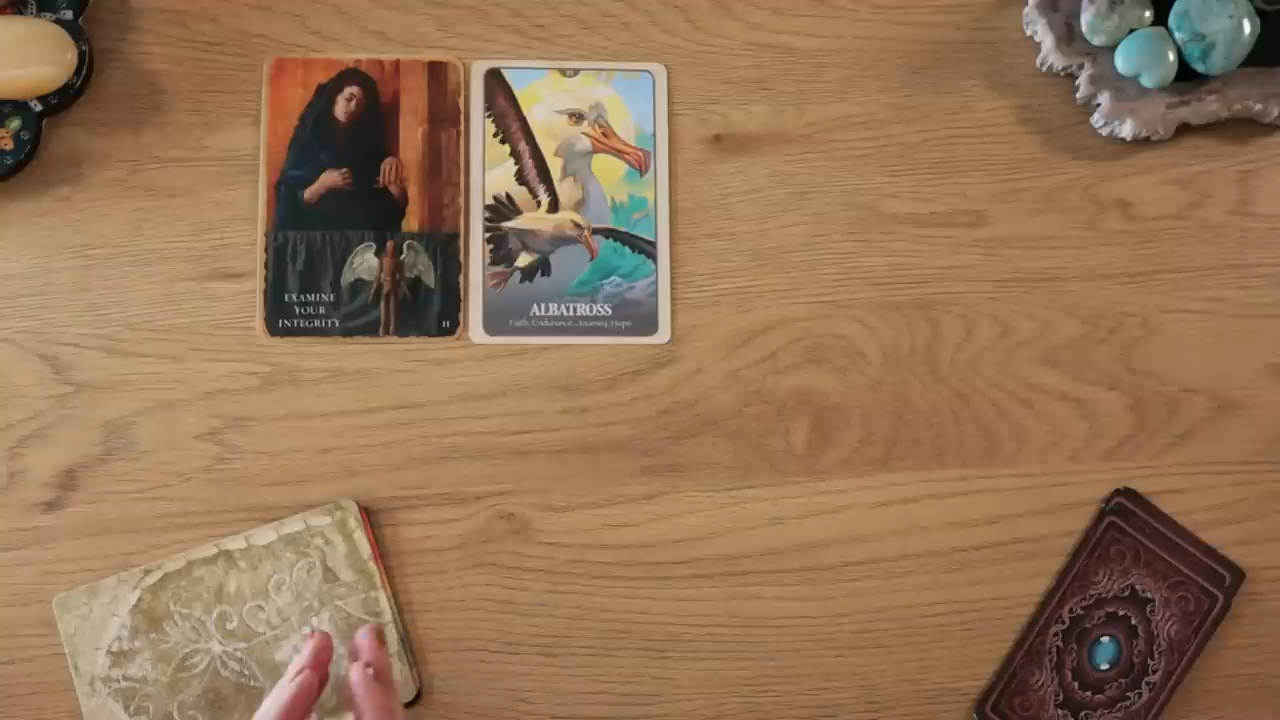 EXAMINE
YOUR
INTEGRITY
11
ALBATROSS
Faith, Endurance, Journey, Hope